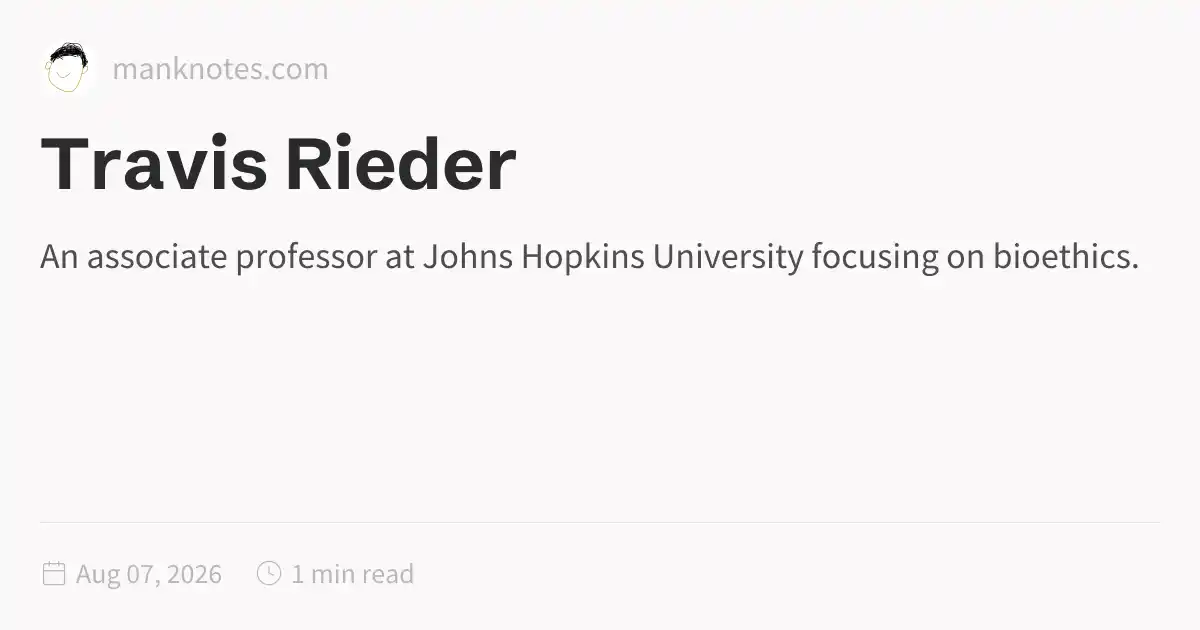 manknotes.com
Travis Rieder
An associate professor at Johns Hopkins University focusing on bioethics.
Aug 07, 2026 1 min read